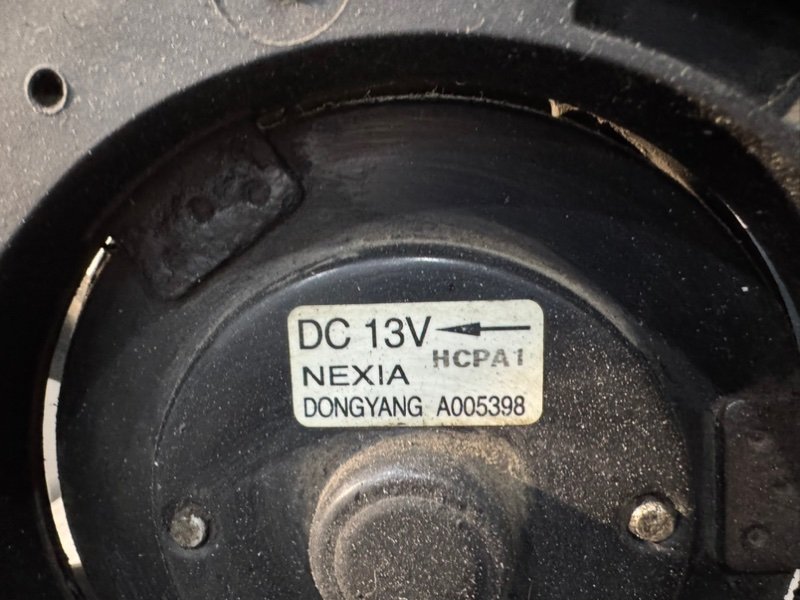 DC 13V
HCPA1
NEXIA
DONGYANG A005398